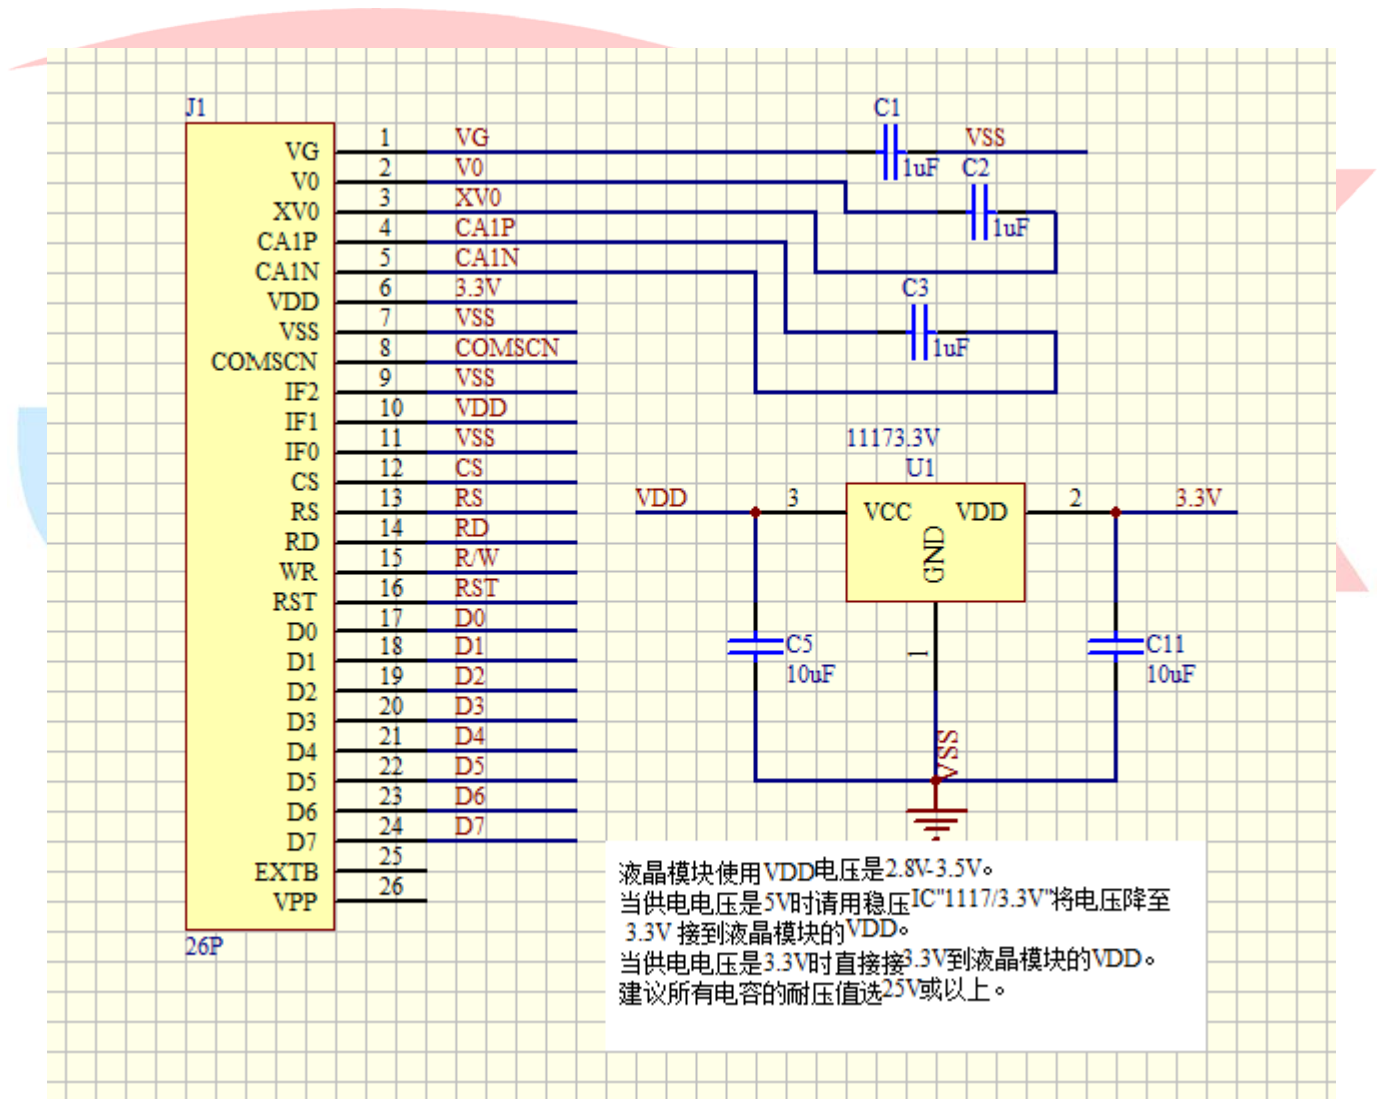 J1
VG 1 VG
V0 2 V0
XV0 3 XV0
CA1P 4 CA1P
CA1N 5 CA1N
VDD 6 3.3V
VSS 7 VSS
COMSCN 8 COMSCN
IF2 9 VSS
IF1 10 VDD
IF0 11 VSS
CS 12 CS
RS 13 RS
RD 14 RD
WR 15 R/W
RST 16 RST
D0 17 D0
D1 18 D1
D2 19 D2
D3 20 D3
D4 21 D4
D5 22 D5
D6 23 D6
D7 24 D7
EXTB 25
VPP 26
26P
C1
1uF
VSS
C2
1uF
C3
1uF
11173.3V
U1
VDD 3 VCC VDD 2 3.3V
GND
1
C5
10uF
C11
10uF
VSS
液晶模块使用VDD电压是2.8V-3.5V。
当供电电压是5V时请用稳压IC"1117/3.3V"将电压降至
3.3V 接到液晶模块的VDD。
当供电电压是3.3V时直接接3.3V到液晶模块的VDD。
建议所有电容的耐压值选25V或以上。